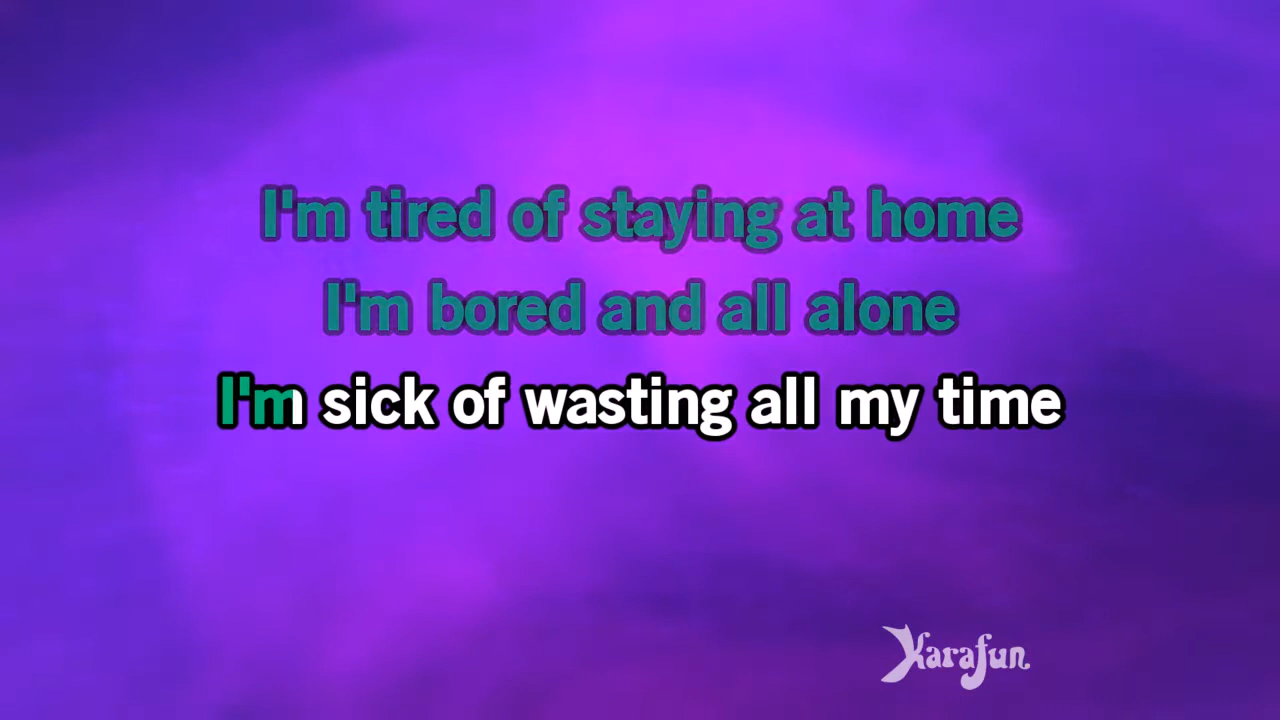 I'm tired of staying at home
I'm bored and all alone
I'm sick of wasting all my time
Karafun